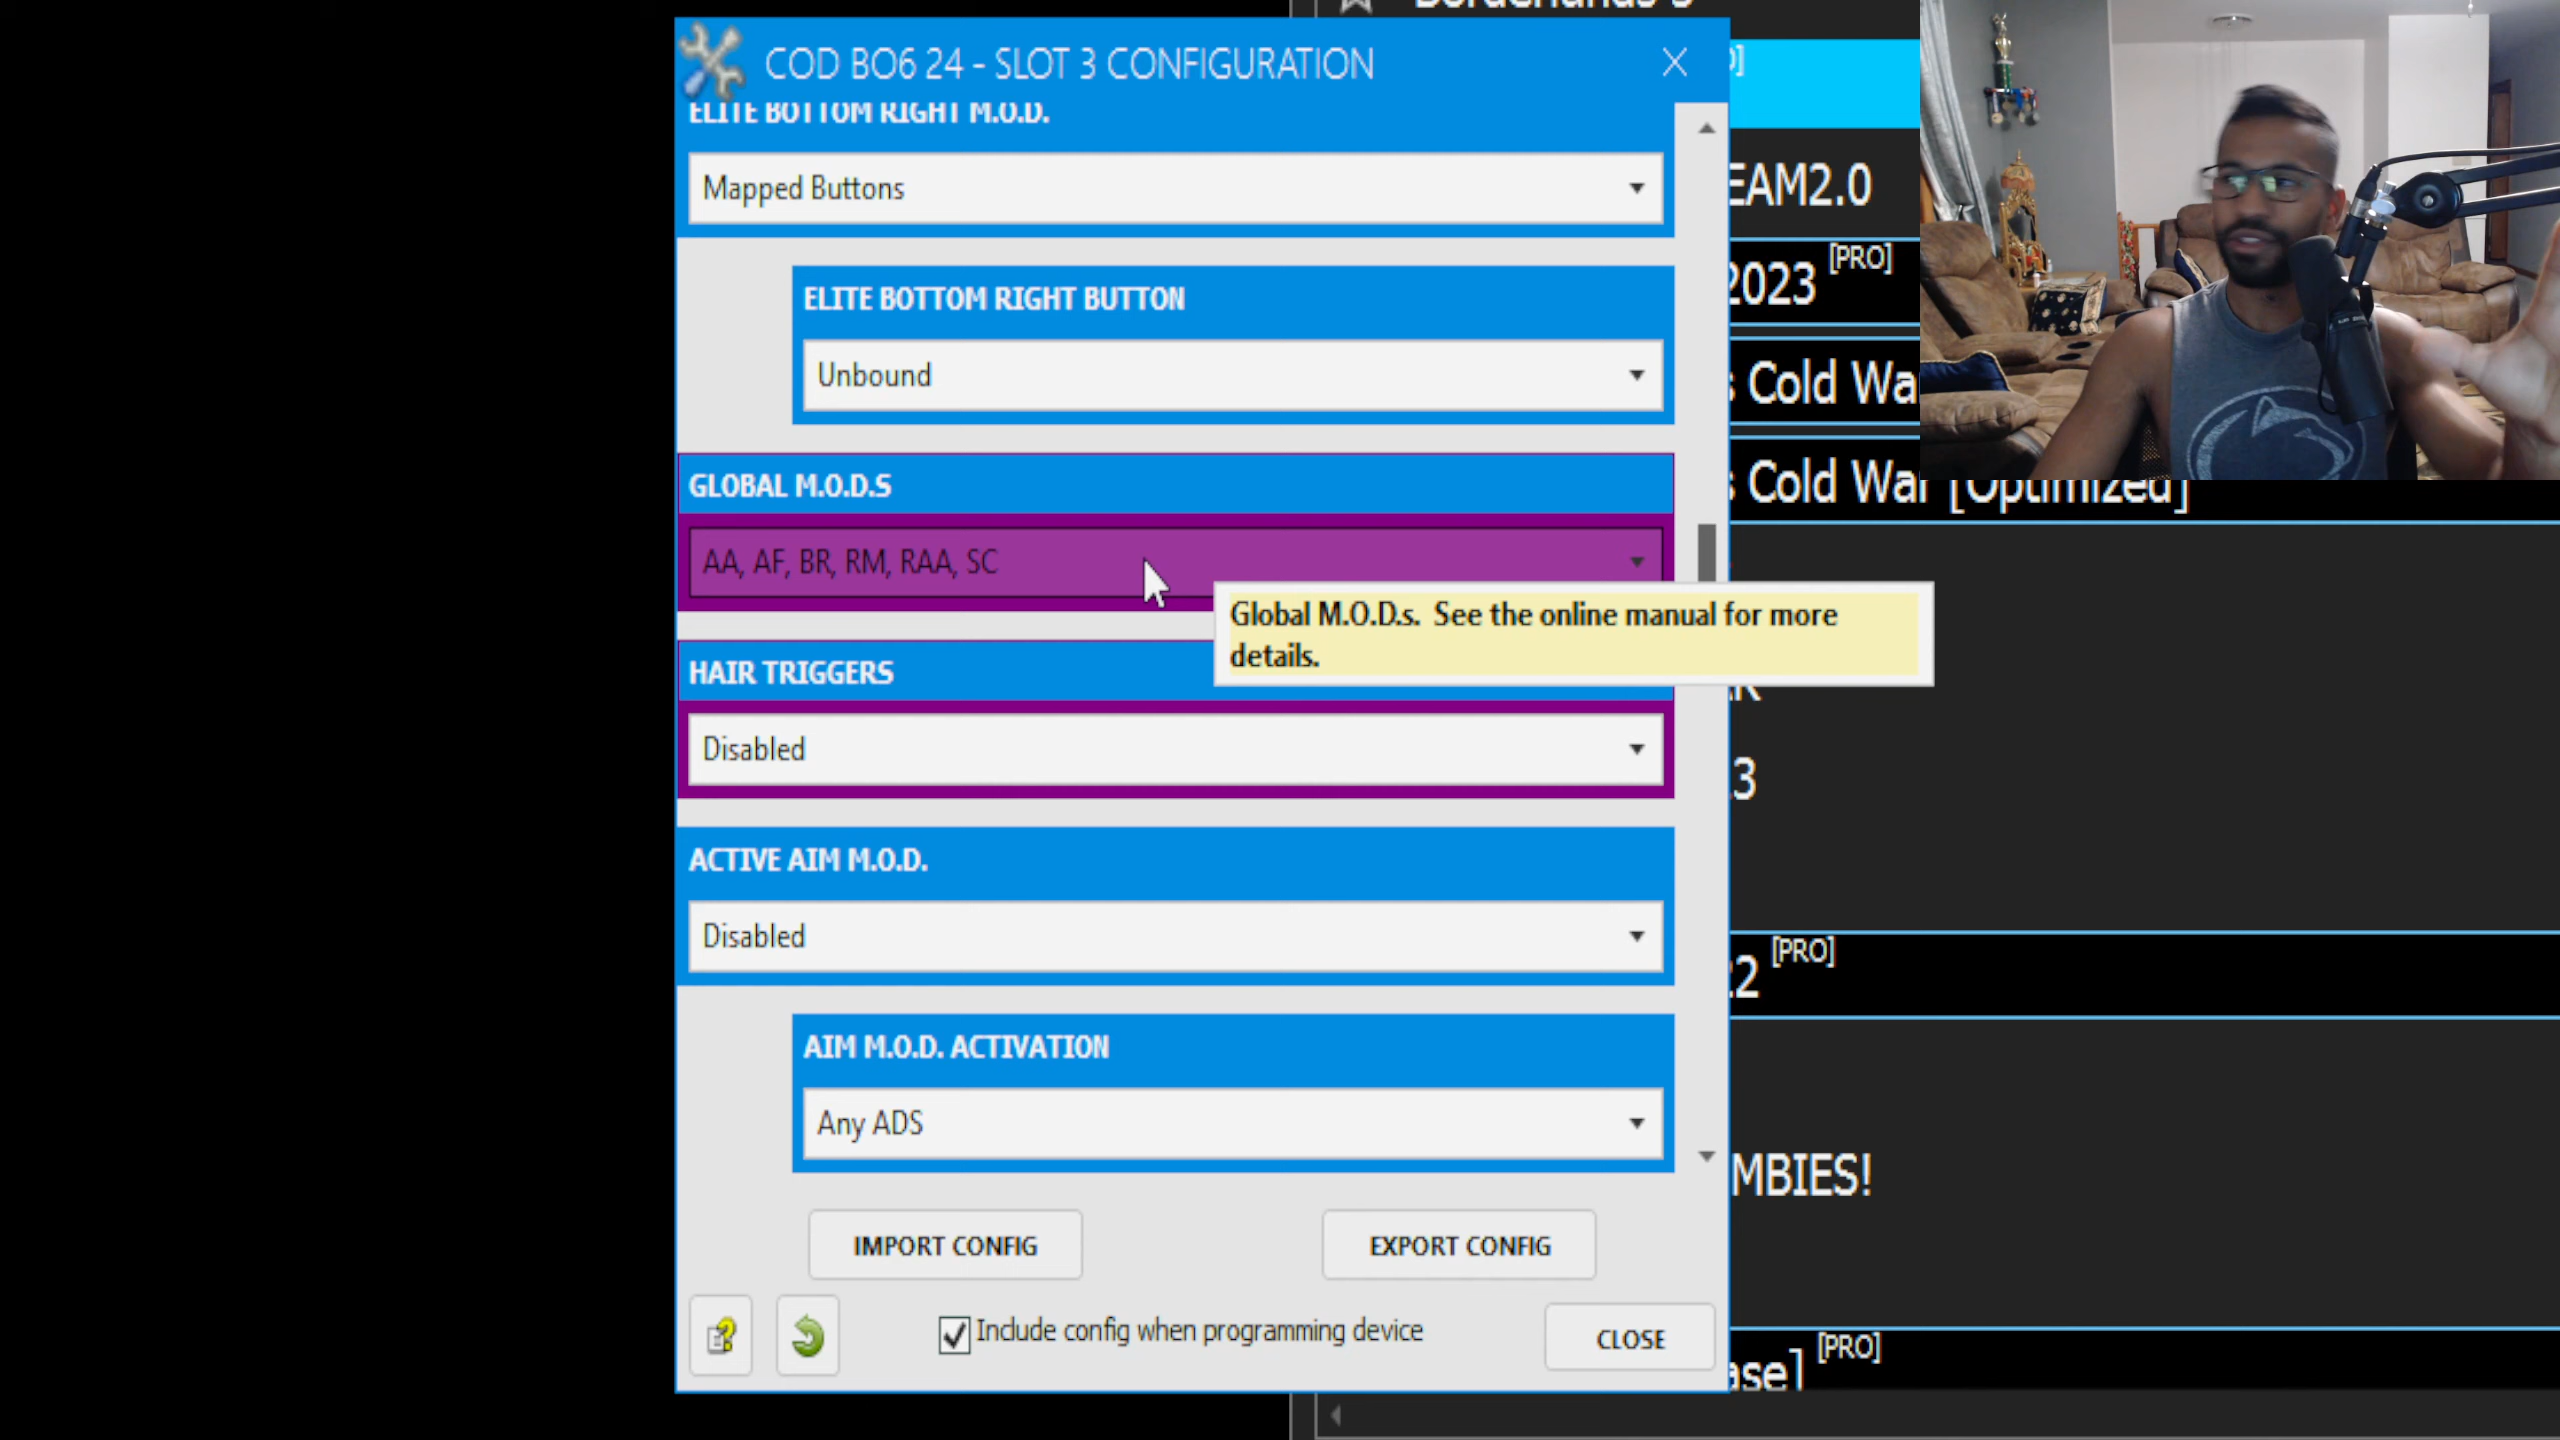 COD BO6 24 - SLOT 3 CONFIGURATION
ELITE BOTTOM RIGHT M.O.D.
Mapped Buttons
ELITE BOTTOM RIGHT BUTTON
Unbound
GLOBAL M.O.D.S
AA, AF, BR, RM, RAA, SC
Global M.O.D.s. See the online manual for more
details.
HAIR TRIGGERS
Disabled
ACTIVE AIM M.O.D.
Disabled
AIM M.O.D. ACTIVATION
Any ADS
IMPORT CONFIG
EXPORT CONFIG
Include config when programming device
CLOSE
EAM2.0
2023 [PRO]
Cold Wa
Cold War [Optimized]
3
22 [PRO]
MBIES!
ase] [PRO]